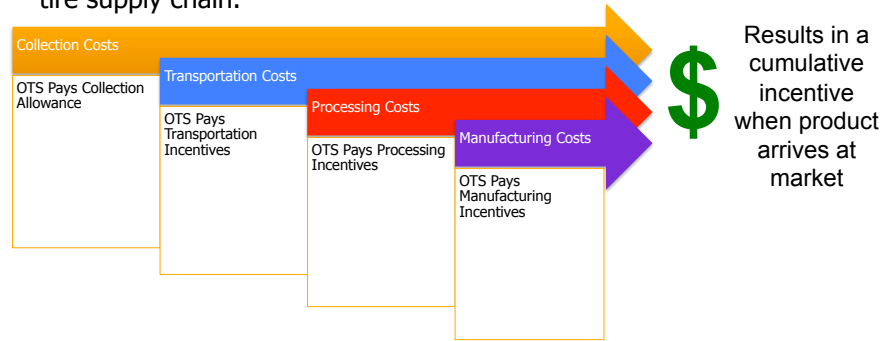 tire supply chain.
Collection Costs
OTS Pays Collection
Allowance
Transportation Costs
OTS Pays
Transportation
Incentives
Processing Costs
OTS Pays Processing
Incentives
Manufacturing Costs
OTS Pays
Manufacturing
Incentives
$
Results in a
cumulative
incentive
when product
arrives at
market